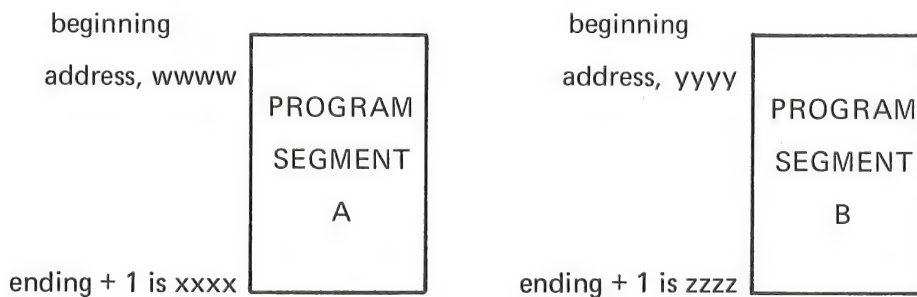 beginning
address, wwww
PROGRAM
SEGMENT
A
ending + 1 is xxxx
beginning
address, yyyy
PROGRAM
SEGMENT
B
ending + 1 is zzzz